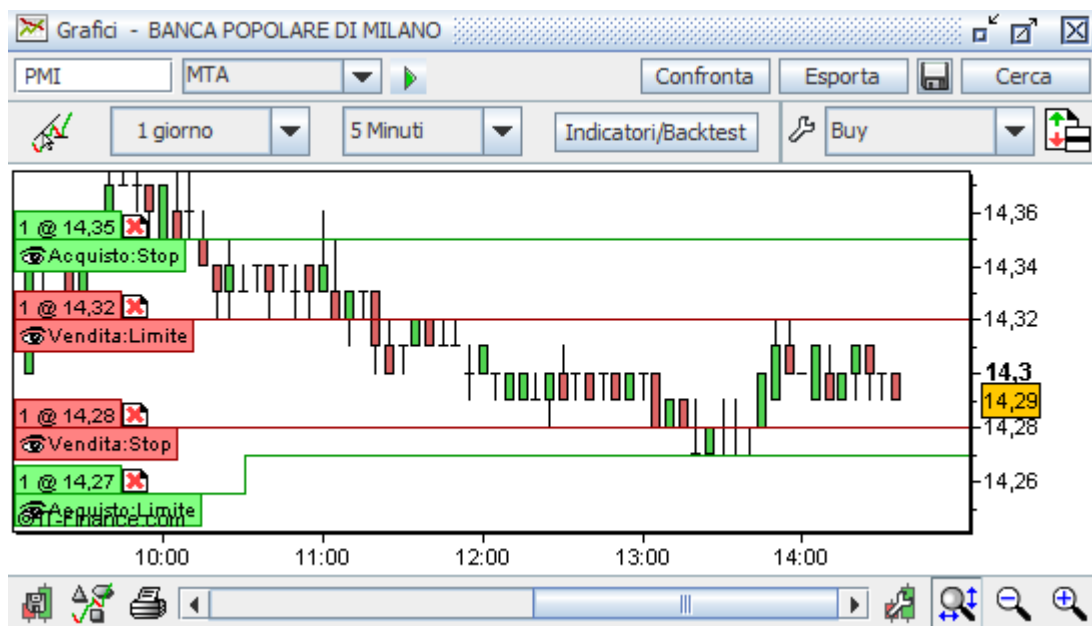 Grafici - BANCA POPOLARE DI MILANO
PMI MTA Confronta Esporta Cerca
1 giorno 5 Minuti Indicatori/Backtest Buy
14,36
1 @ 14,35
Acquisto:Stop
14,34
1 @ 14,32
14,32
Vendita:Limite
14,3
14,29
1 @ 14,28
14,28
Vendita:Stop
1 @ 14,27
14,26
Acquisto:Limite
© IT-Finance.com
10:00 11:00 12:00 13:00 14:00